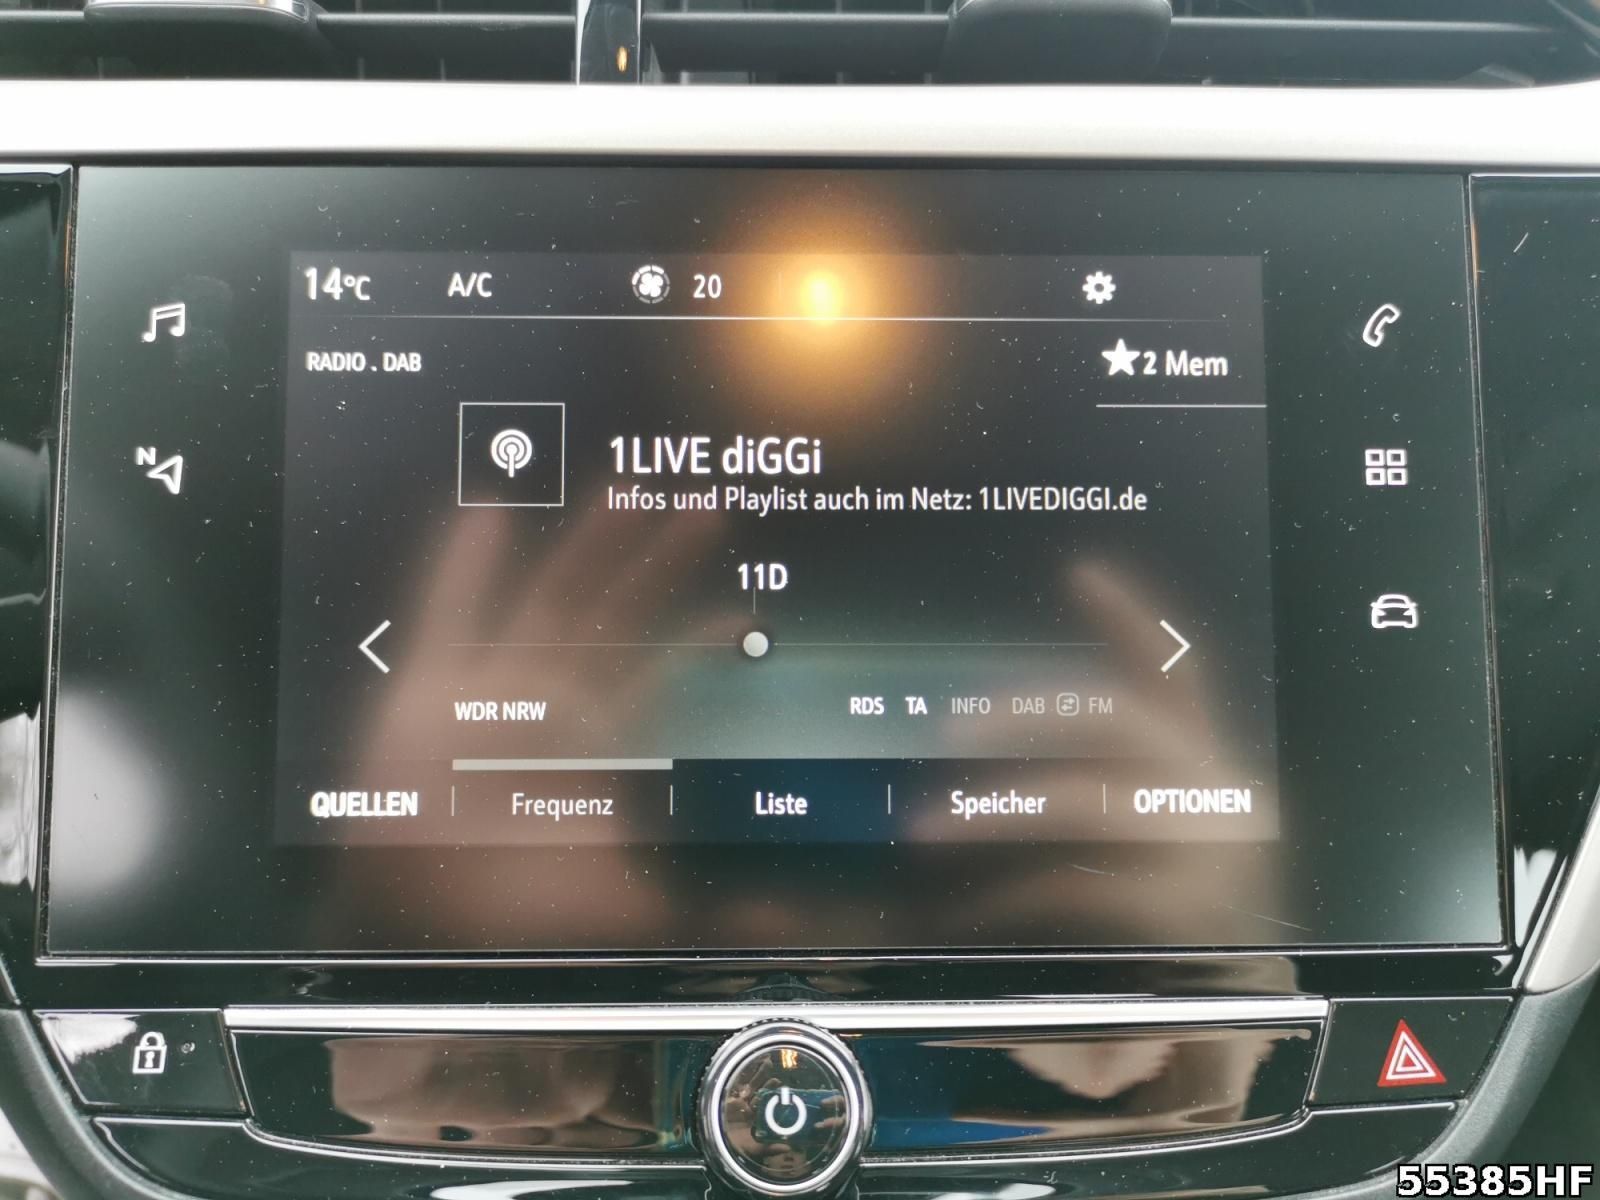 14°C A/C 20
RADIO . DAB ★2 Mem
N
1LIVE diGGi
Infos und Playlist auch im Netz: 1LIVEDIGGI.de
11D
WDR NRW RDS TA INFO DAB FM
QUELLEN Frequenz Liste Speicher OPTIONEN
55385HF